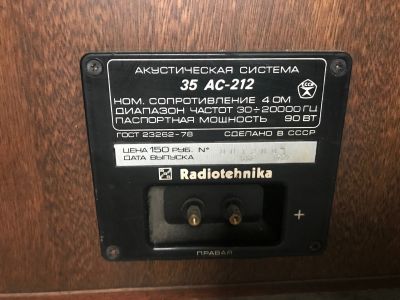 АКУСТИЧЕСКАЯ СИСТЕМА
35 АС-212
НОМ. СОПРОТИВЛЕНИЕ 4 ОМ
ДИАПАЗОН ЧАСТОТ 30÷20000 ГЦ
ПАСПОРТНАЯ МОЩНОСТЬ 90 ВТ
ГОСТ 23262-78 СДЕЛАНО В СССР
ЦЕНА 150 РУБ. №
ДАТА ВЫПУСКА
Radiotehnika
+
ПРАВАЯ